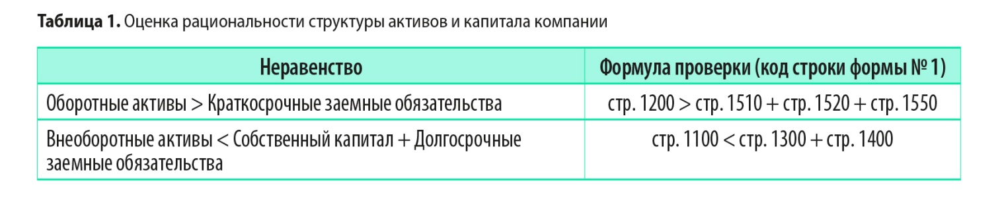 Таблица 1. Оценка рациональности структуры активов и капитала компании
Неравенство
Формула проверки (код строки формы № 1)
Оборотные активы > Краткосрочные заемные обязательства
стр. 1200 > стр. 1510 + стр. 1520 + стр. 1550
Внеоборотные активы < Собственный капитал + Долгосрочные
заемные обязательства
стр. 1100 < стр. 1300 + стр. 1400